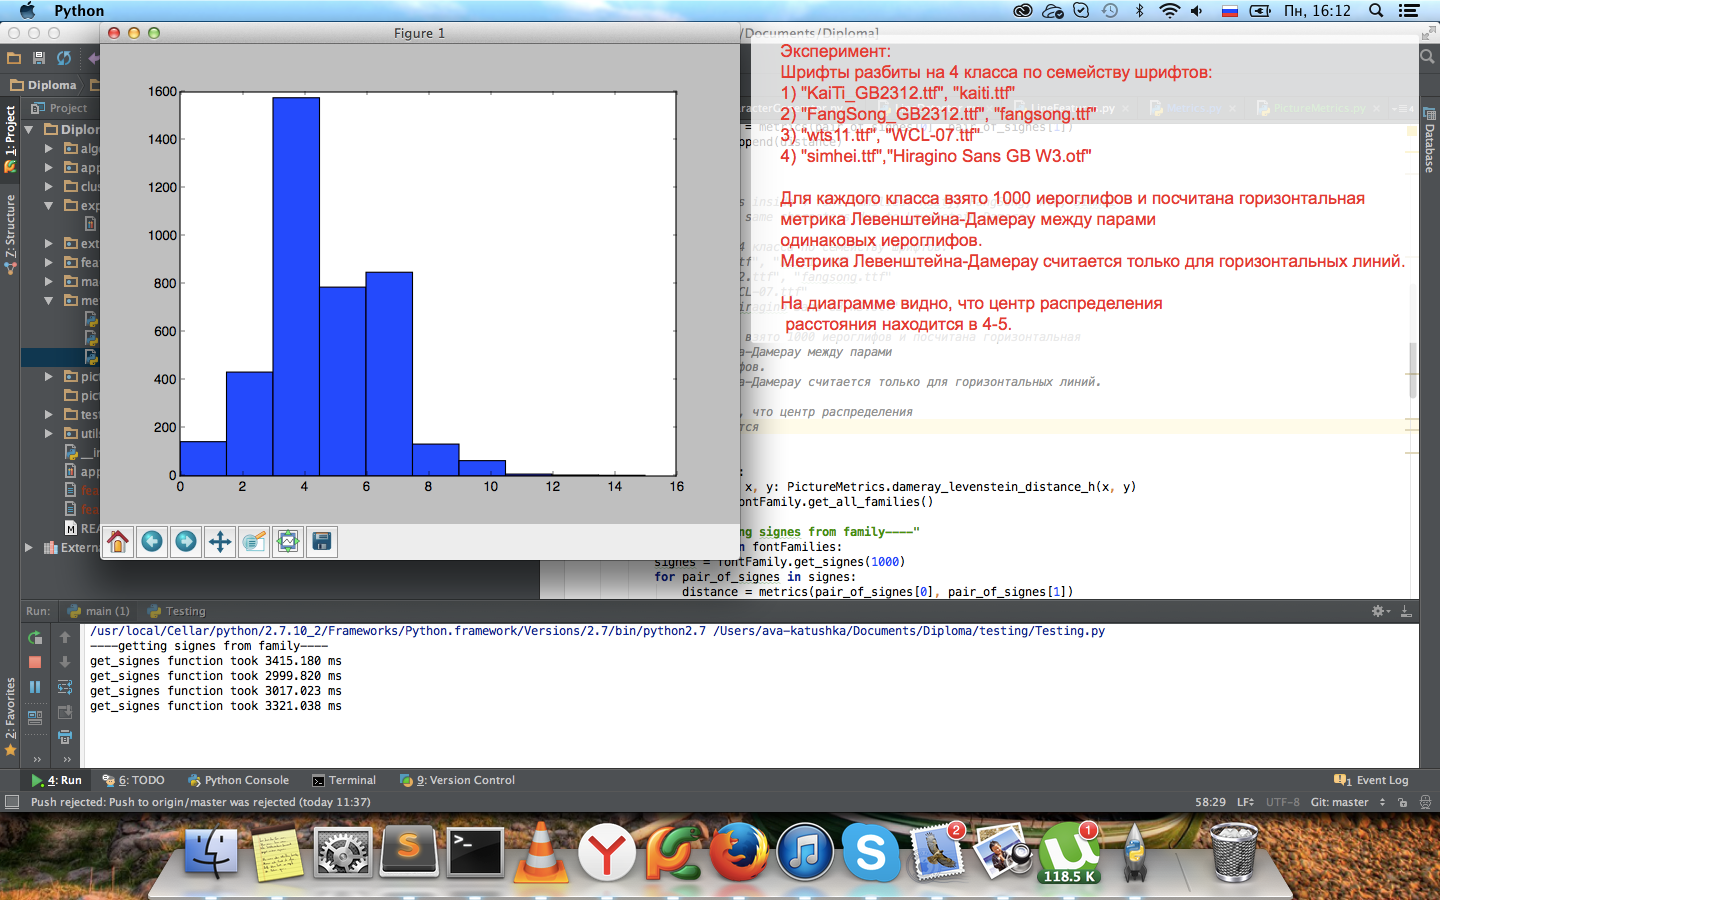 Python
Пн, 16:12
Figure 1
/Documents/Diploma]
1600
1400
1200
1000
800
600
400
200
0
0 2 4 6 8 10 12 14 16
Эксперимент:
Шрифты разбиты на 4 класса по семейству шрифтов:
1) "KaiTi_GB2312.ttf", "kaiti.ttf"
2) "FangSong_GB2312.ttf", "fangsong.ttf"
3) "wts11.ttf", "WCL-07.ttf"
4) "simhei.ttf","Hiragino Sans GB W3.otf"
Для каждого класса взято 1000 иероглифов и посчитана горизонтальная
метрика Левенштейна-Дамерау между парами
одинаковых иероглифов.
Метрика Левенштейна-Дамерау считается только для горизонтальных линий.
На диаграмме видно, что центр распределения
расстояния находится в 4-5.
взято 1000 иероглифов и посчитана горизонтальная
а-Дамерау между парами
фов.
а-Дамерау считается только для горизонтальных линий.
, что центр распределения
тся
:
x, y: PictureMetrics.dameray_levenstein_distance_h(x, y)
ontFamily.get_all_families()
ng signes from family----"
n fontFamilies:
signes = fontFamily.get_signes(1000)
for pair_of_signes in signes:
distance = metrics(pair_of_signes[0], pair_of_signes[1])
Diploma
Project
Diplom
alg
app
clus
exp
ext
fea
ma
me
pic
pic
test
utils
__i
app
fea
fea
REA
Extern
1: Project
Z: Structure
2: Favorites
Database
Run: main (1) Testing
/usr/local/Cellar/python/2.7.10_2/Frameworks/Python.framework/Versions/2.7/bin/python2.7 /Users/ava-katushka/Documents/Diploma/testing/Testing.py
----getting signes from family----
get_signes function took 3415.180 ms
get_signes function took 2999.820 ms
get_signes function took 3017.023 ms
get_signes function took 3321.038 ms
4: Run 6: TODO Python Console Terminal 9: Version Control 1 Event Log
Push rejected: Push to origin/master was rejected (today 11:37) 58:29 LF UTF-8 Git: master
2
1
118.5 K